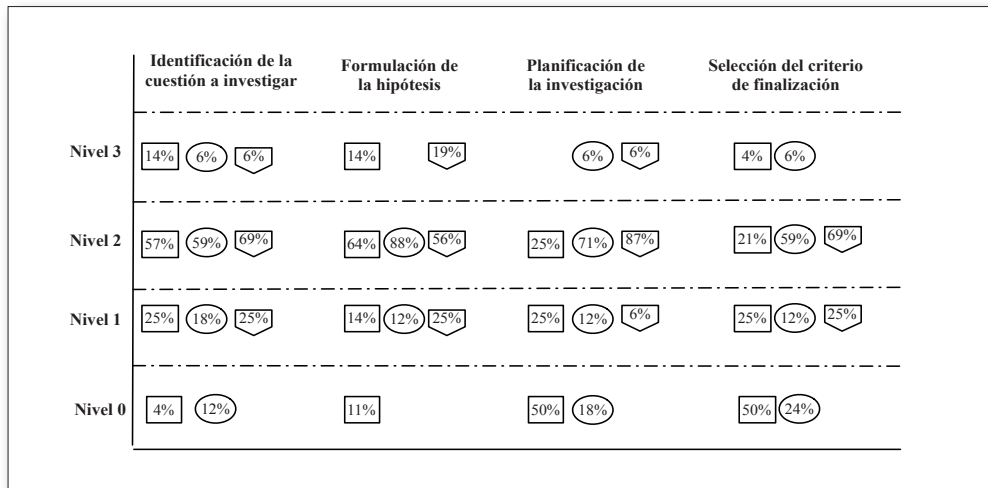 Identificación de la
cuestión a investigar
Formulación de
la hipótesis
Planificación de
la investigación
Selección del criterio
de finalización
Nivel 3 14% 6% 6% 14% 19% 6% 6% 4% 6%
Nivel 2 57% 59% 69% 64% 88% 56% 25% 71% 87% 21% 59% 69%
Nivel 1 25% 18% 25% 14% 12% 25% 25% 12% 6% 25% 12% 25%
Nivel 0 4% 12% 11% 50% 18% 50% 24%